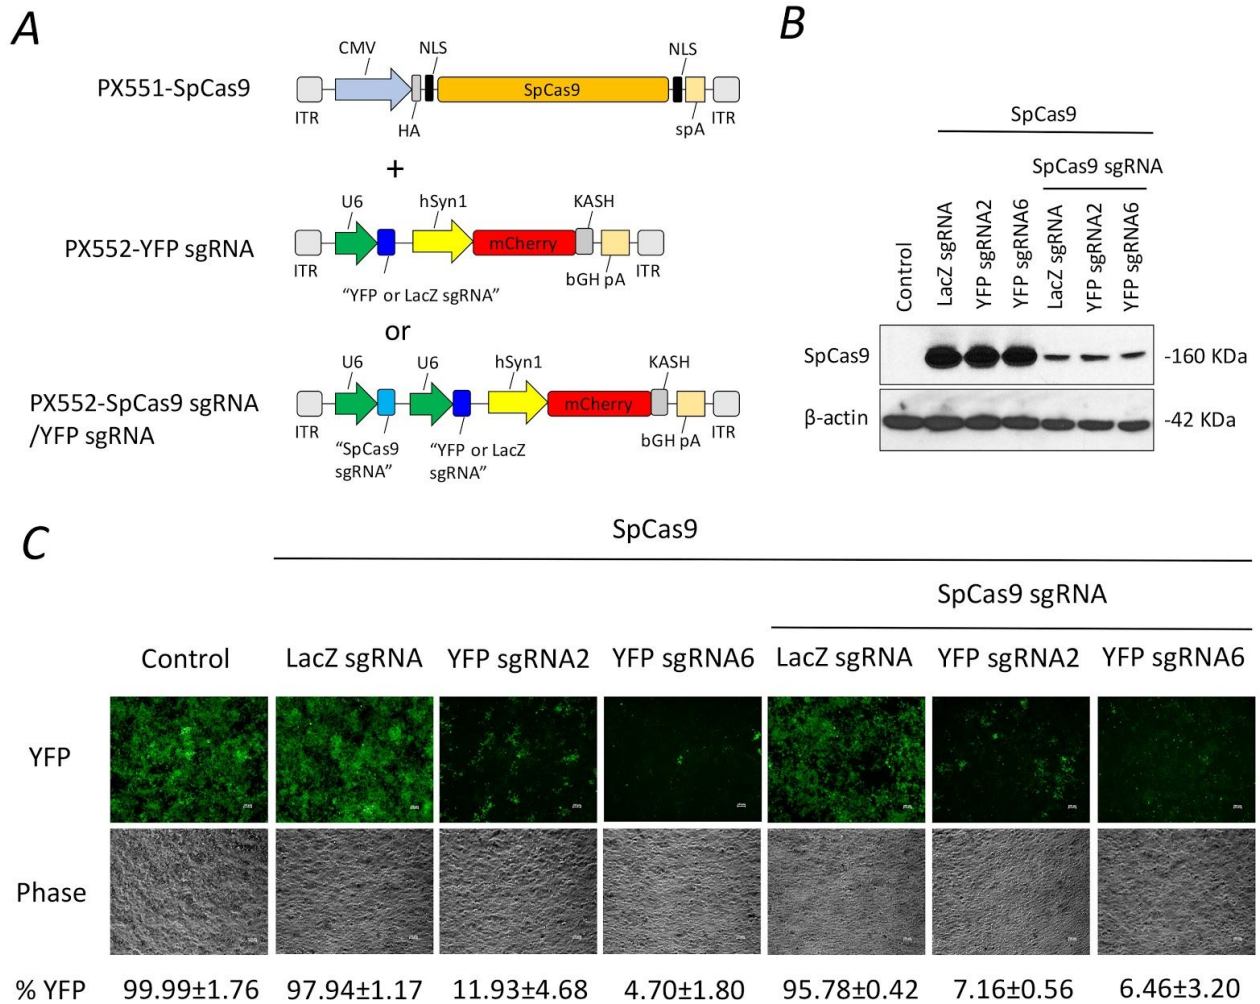 A
CMV
NLS
NLS
PX551-SpCas9
SpCas9
ITR
HA
spA
ITR
+
U6
hSyn1
KASH
PX552-YFP sgRNA
mCherry
ITR
bGH pA
ITR
“YFP or LacZ sgRNA”
or
U6
U6
hSyn1
KASH
PX552-SpCas9 sgRNA
/YFP sgRNA
mCherry
ITR
bGH pA
ITR
“SpCas9
sgRNA”
“YFP or LacZ
sgRNA”
B
SpCas9
SpCas9 sgRNA
Control
LacZ sgRNA
YFP sgRNA2
YFP sgRNA6
LacZ sgRNA
YFP sgRNA2
YFP sgRNA6
SpCas9
-160 KDa
β-actin
-42 KDa
C
SpCas9
SpCas9 sgRNA
Control LacZ sgRNA YFP sgRNA2 YFP sgRNA6 LacZ sgRNA YFP sgRNA2 YFP sgRNA6
YFP
Phase
% YFP 99.99±1.76 97.94±1.17 11.93±4.68 4.70±1.80 95.78±0.42 7.16±0.56 6.46±3.20